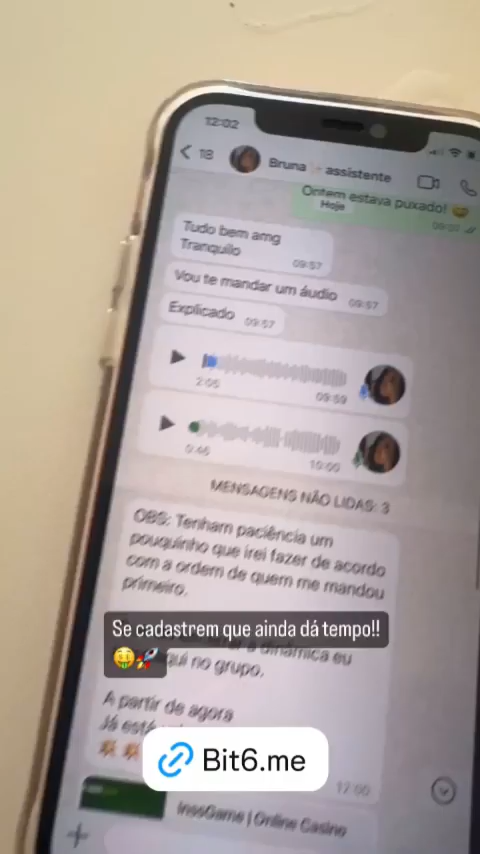 12:02
18
Bruna assistente
Ontem estava puxado!
Hoje
09:57
Tudo bem amg
Tranquilo
09:57
Vou te mandar um áudio 09:57
Explicado 09:57
2:05 09:59
0:46 10:00
MENSAGENS NÃO LIDAS: 3
OBS: Tenham paciência um
pouquinho que irei fazer de acordo
com a ordem de quem me mandou
primeiro.
Se cadastrem que ainda dá tempo!!
a dinâmica eu
qui no grupo.
A partir de agora
Já está
Bit6.me
12:00
Game | Online Casino